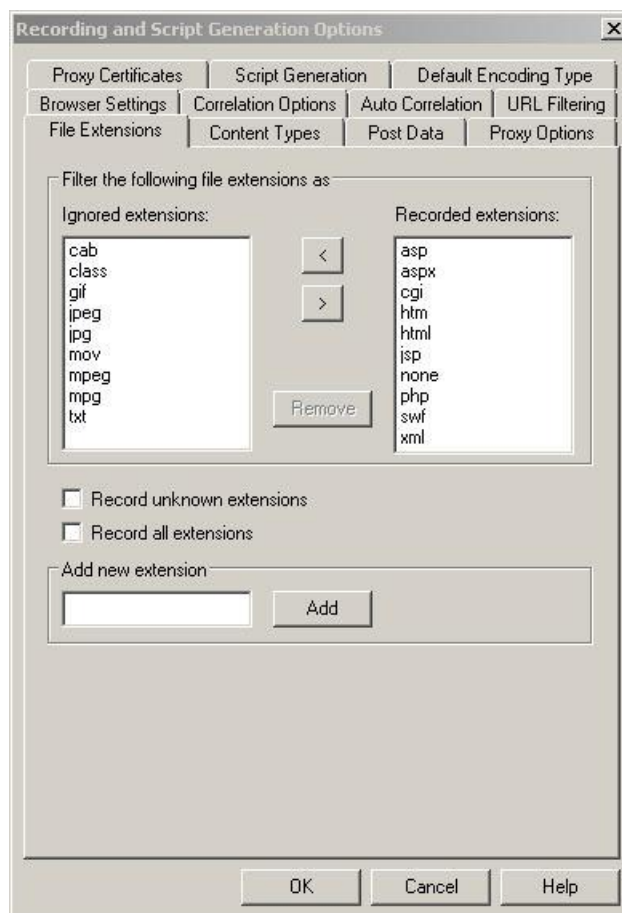 Recording and Script Generation Options
Proxy Certificates Script Generation Default Encoding Type
Browser Settings Correlation Options Auto Correlation URL Filtering
File Extensions Content Types Post Data Proxy Options
Filter the following file extensions as
Ignored extensions:
cab
class
gif
jpeg
jpg
mov
mpeg
mpg
txt
<
>
Remove
Recorded extensions:
asp
aspx
cgi
htm
html
jsp
none
php
swf
xml
Record unknown extensions
Record all extensions
Add new extension
Add
OK Cancel Help